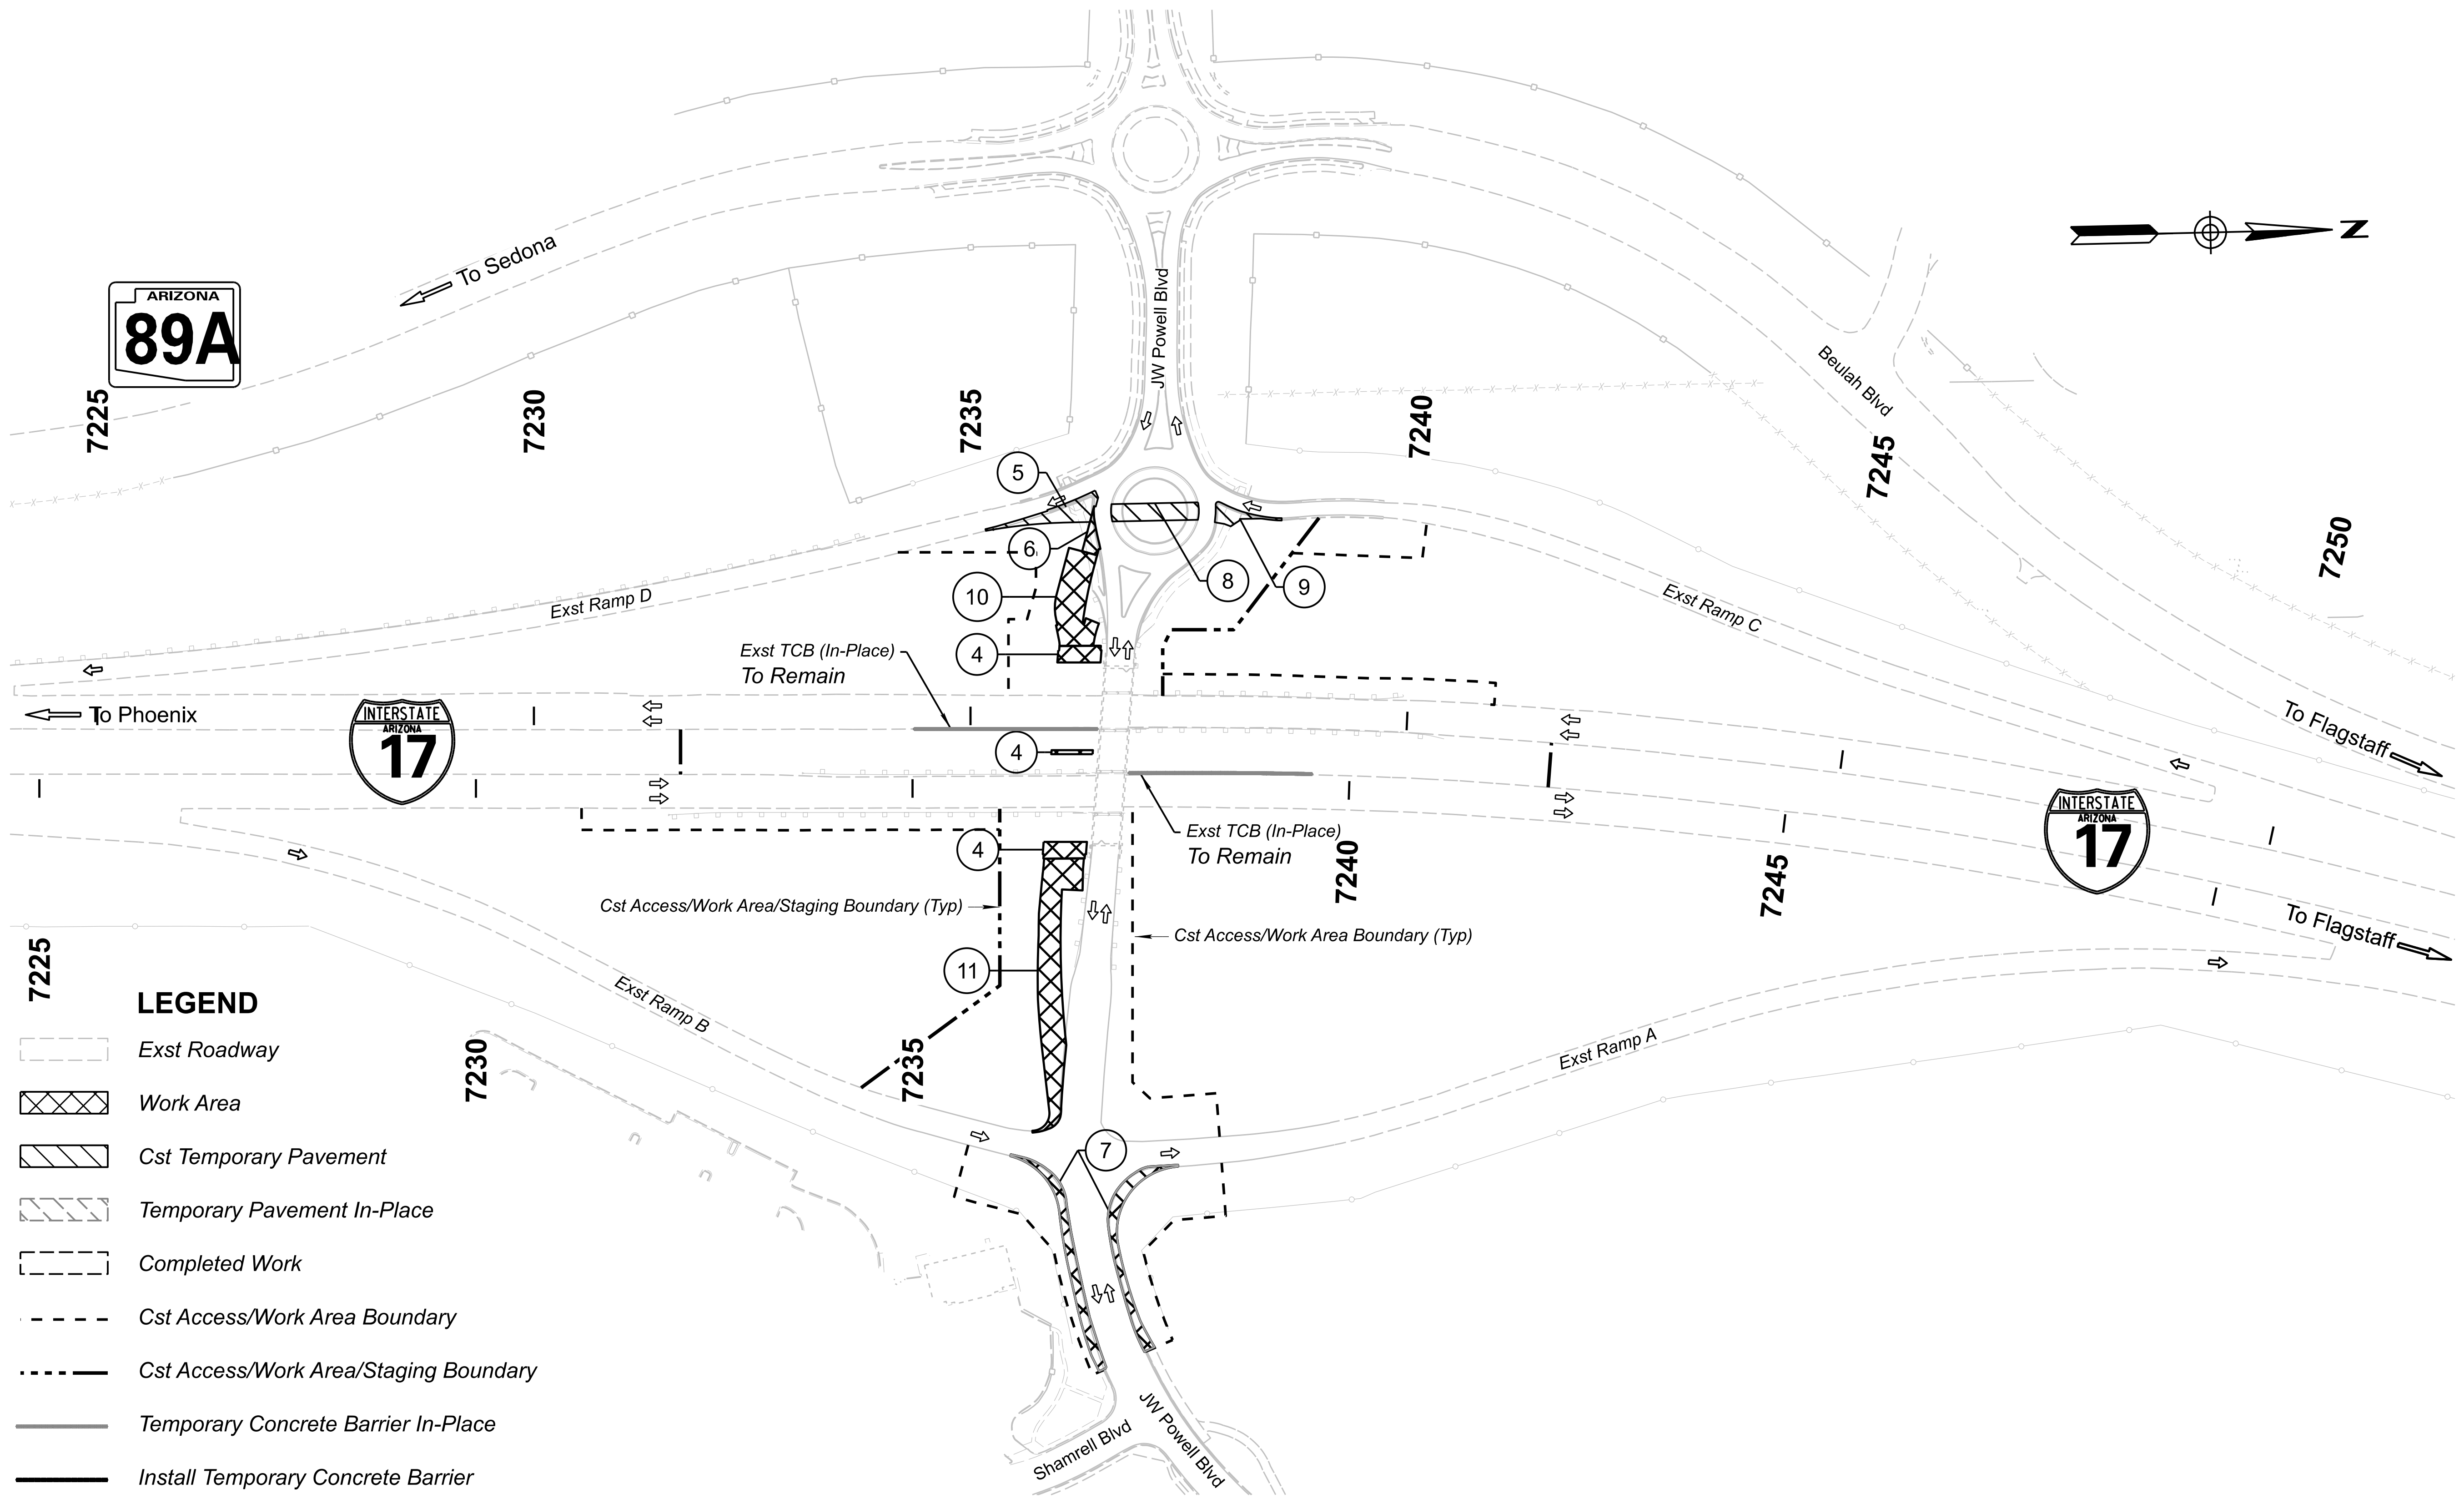 To Sedona
ARIZONA
89A
N
JW Powell Blvd
Beulah Blvd
7225
7230
7235
7240
7245
7250
5
6
8
9
10
4
Exst Ramp D
Exst Ramp C
Exst TCB (In-Place)
To Remain
To Phoenix
INTERSTATE
ARIZONA
17
4
To Flagstaff
INTERSTATE
ARIZONA
17
Exst TCB (In-Place)
To Remain
4
7240
7245
Cst Access/Work Area/Staging Boundary (Typ)
Cst Access/Work Area Boundary (Typ)
To Flagstaff
11
7225
7230
7235
Exst Ramp B
Exst Ramp A
7
LEGEND
Exst Roadway
Work Area
Cst Temporary Pavement
Temporary Pavement In-Place
Completed Work
Cst Access/Work Area Boundary
Cst Access/Work Area/Staging Boundary
Temporary Concrete Barrier In-Place
Install Temporary Concrete Barrier
Shamrell Blvd
JW Powell Blvd